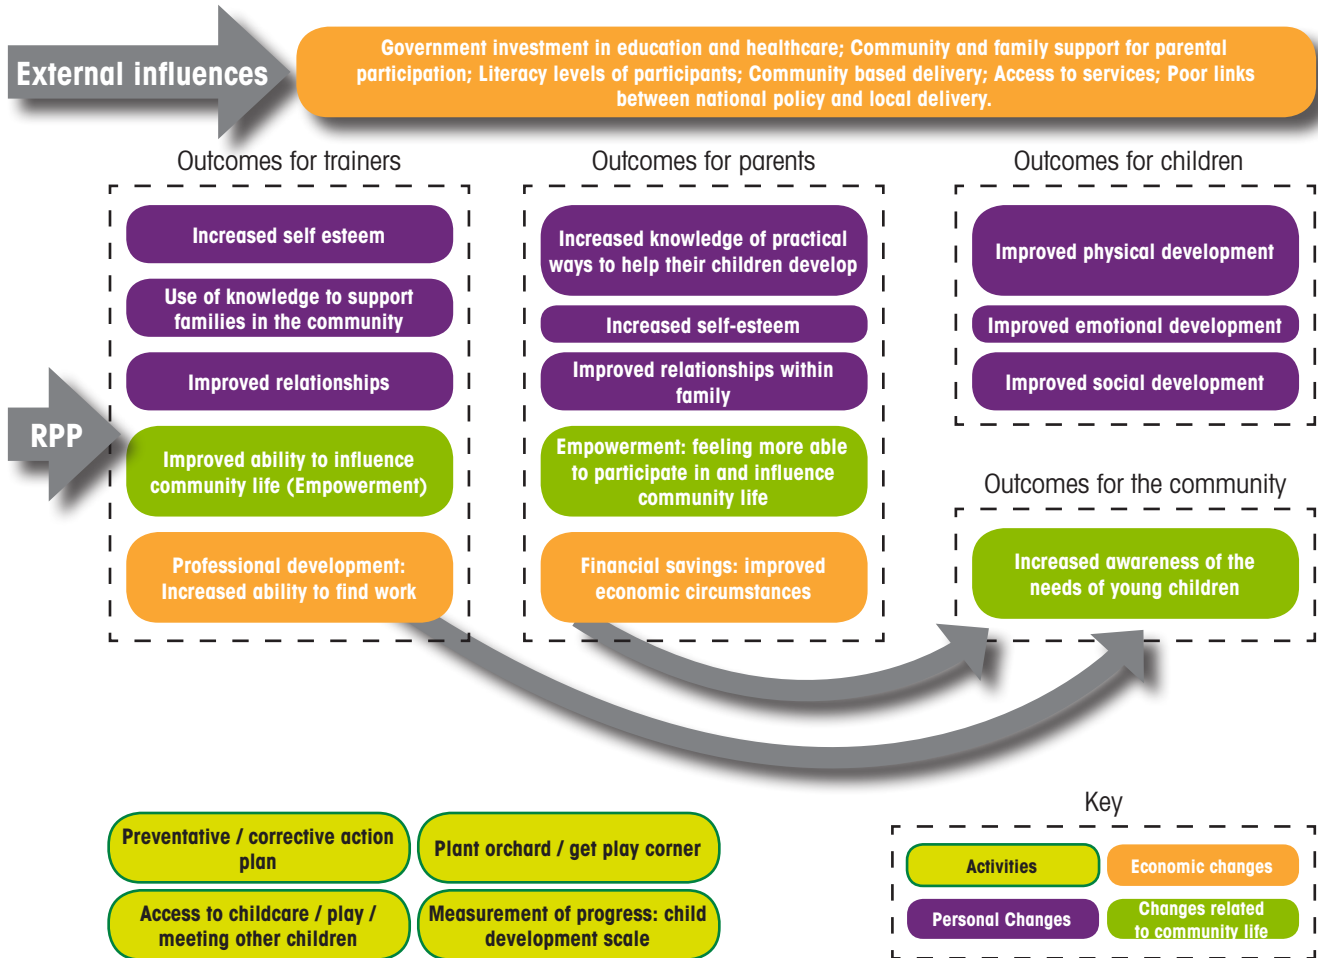 External influences
Government investment in education and healthcare; Community and family support for parental
participation; Literacy levels of participants; Community based delivery; Access to services; Poor links
between national policy and local delivery.
Outcomes for trainers
Increased self esteem
Use of knowledge to support
families in the community
Improved relationships
RPP
Improved ability to influence
community life (Empowerment)
Professional development:
Increased ability to find work
Outcomes for parents
Increased knowledge of practical
ways to help their children develop
Increased self-esteem
Improved relationships within
family
Empowerment: feeling more able
to participate in and influence
community life
Financial savings: improved
economic circumstances
Outcomes for children
Improved physical development
Improved emotional development
Improved social development
Outcomes for the community
Increased awareness of the
needs of young children
Preventative / corrective action
plan
Plant orchard / get play corner
Access to childcare / play /
meeting other children
Measurement of progress: child
development scale
Key
Activities
Economic changes
Personal Changes
Changes related
to community life